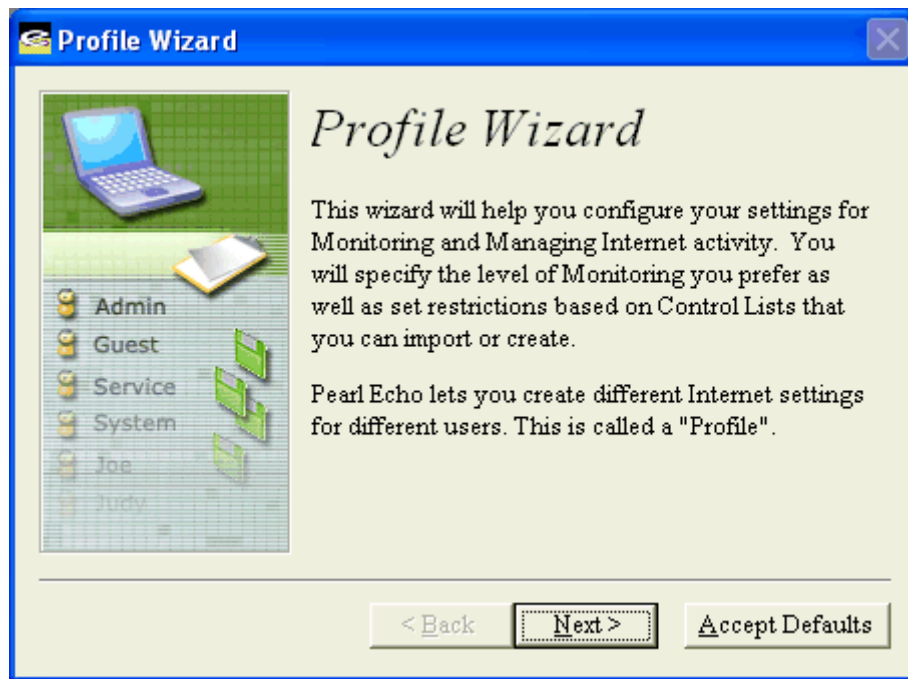 Profile Wizard
Profile Wizard
This wizard will help you configure your settings for
Monitoring and Managing Internet activity. You
will specify the level of Monitoring you prefer as
well as set restrictions based on Control Lists that
you can import or create.
Pearl Echo lets you create different Internet settings
for different users. This is called a "Profile".
Admin
Guest
Service
System
Joe
Judy
< Back
Next >
Accept Defaults